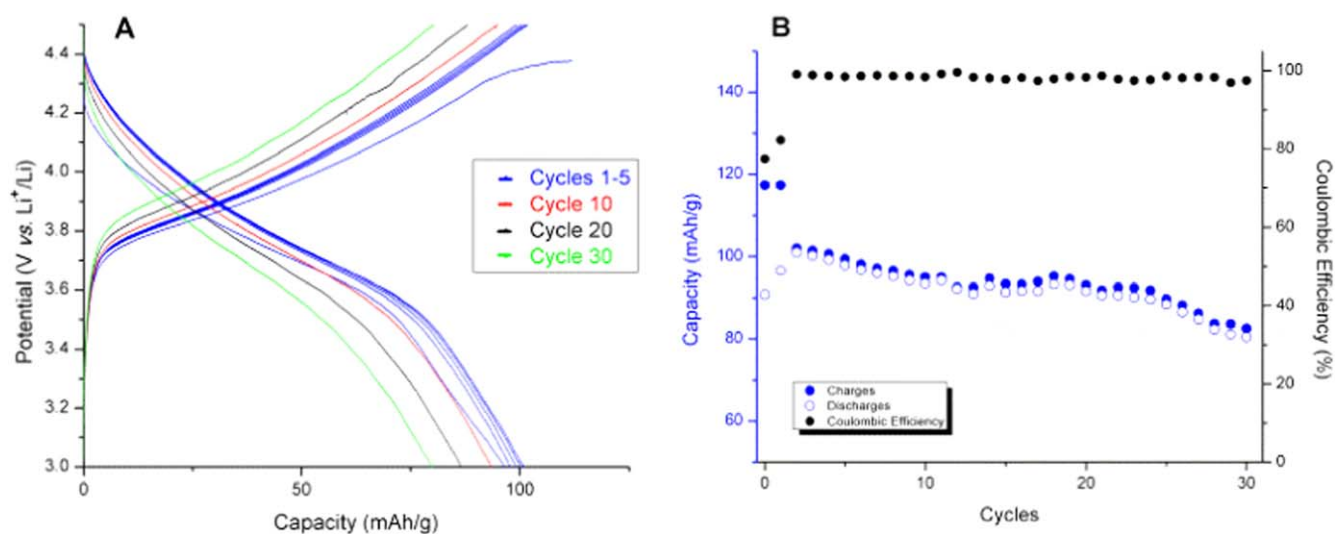 A
Potential (V vs. Li+/Li)
4.4
4.2
4.0
3.8
3.6
3.4
3.2
3.0
0
50
100
Capacity (mAh/g)
Cycles 1-5
Cycle 10
Cycle 20
Cycle 30
B
Capacity (mAh/g)
140
120
100
80
60
0
10
20
30
Cycles
100
80
60
40
20
0
Coulombic Efficiency (%)
Charges
Discharges
Coulombic Efficiency